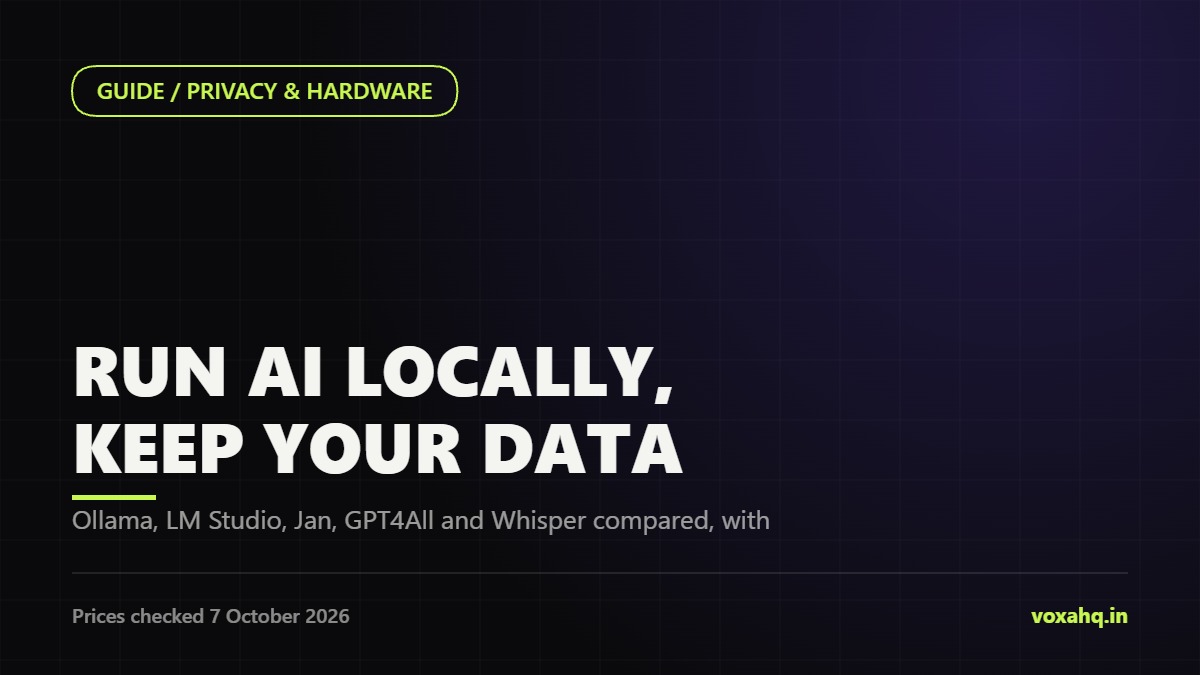 GUIDE / PRIVACY & HARDWARE
RUN AI LOCALLY,
KEEP YOUR DATA
Ollama, LM Studio, Jan, GPT4All and Whisper compared, with
Prices checked 7 October 2026
voxahq.in